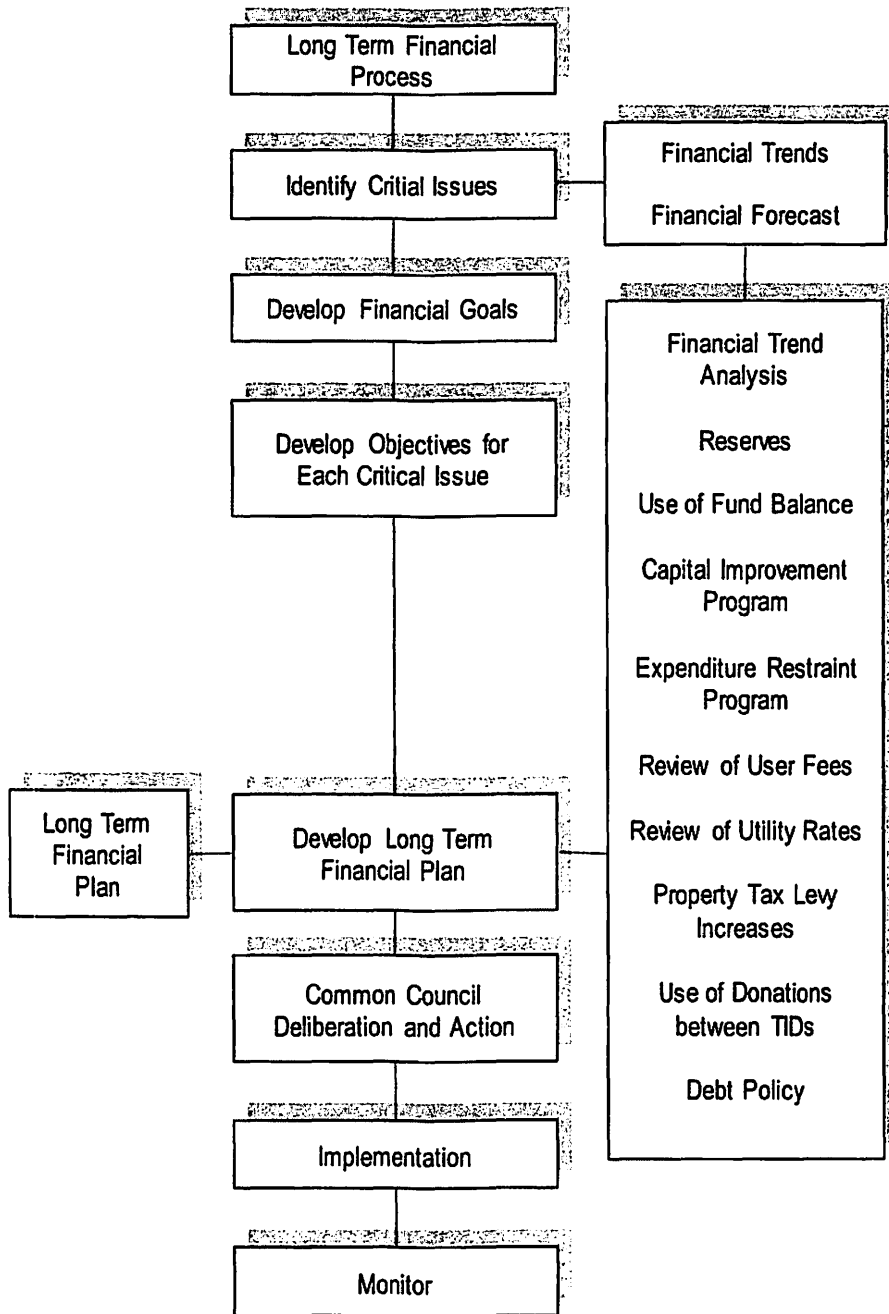 Long Term Financial
Process
Identify Critial Issues
Financial Trends
Financial Forecast
Develop Financial Goals
Develop Objectives for
Each Critical Issue
Financial Trend
Analysis
Reserves
Use of Fund Balance
Capital Improvement
Program
Expenditure Restraint
Program
Review of User Fees
Review of Utility Rates
Property Tax Levy
Increases
Use of Donations
between TIDs
Debt Policy
Long Term
Financial
Plan
Develop Long Term
Financial Plan
Common Council
Deliberation and Action
Implementation
Monitor